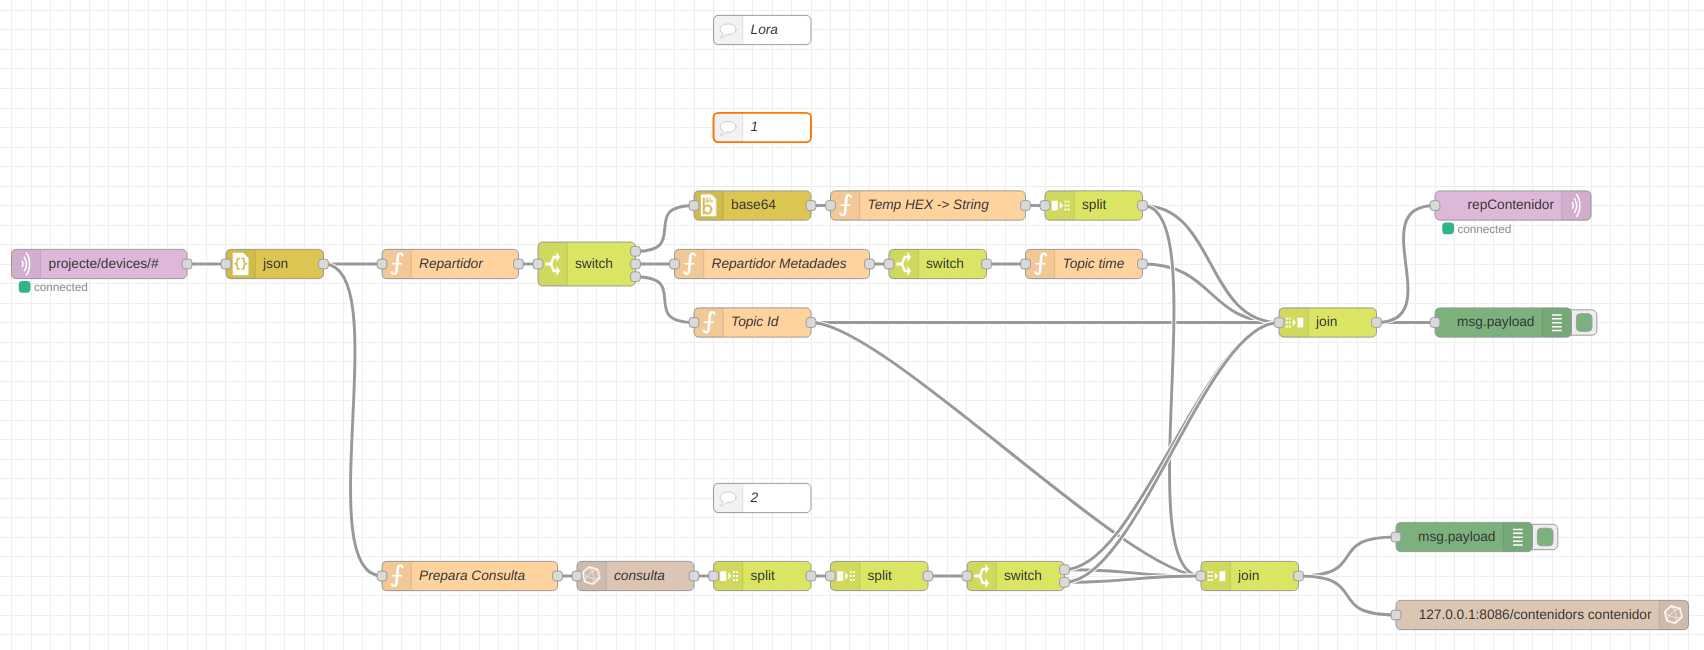 Lora
1
base64
Temp HEX -> String
split
repContenidor
connected
projecte/devices/#
connected
json
Repartidor
switch
Repartidor Metadades
switch
Topic time
Topic Id
join
msg.payload
2
msg.payload
Prepara Consulta
consulta
split
split
switch
join
127.0.0.1:8086/contenidors contenidor